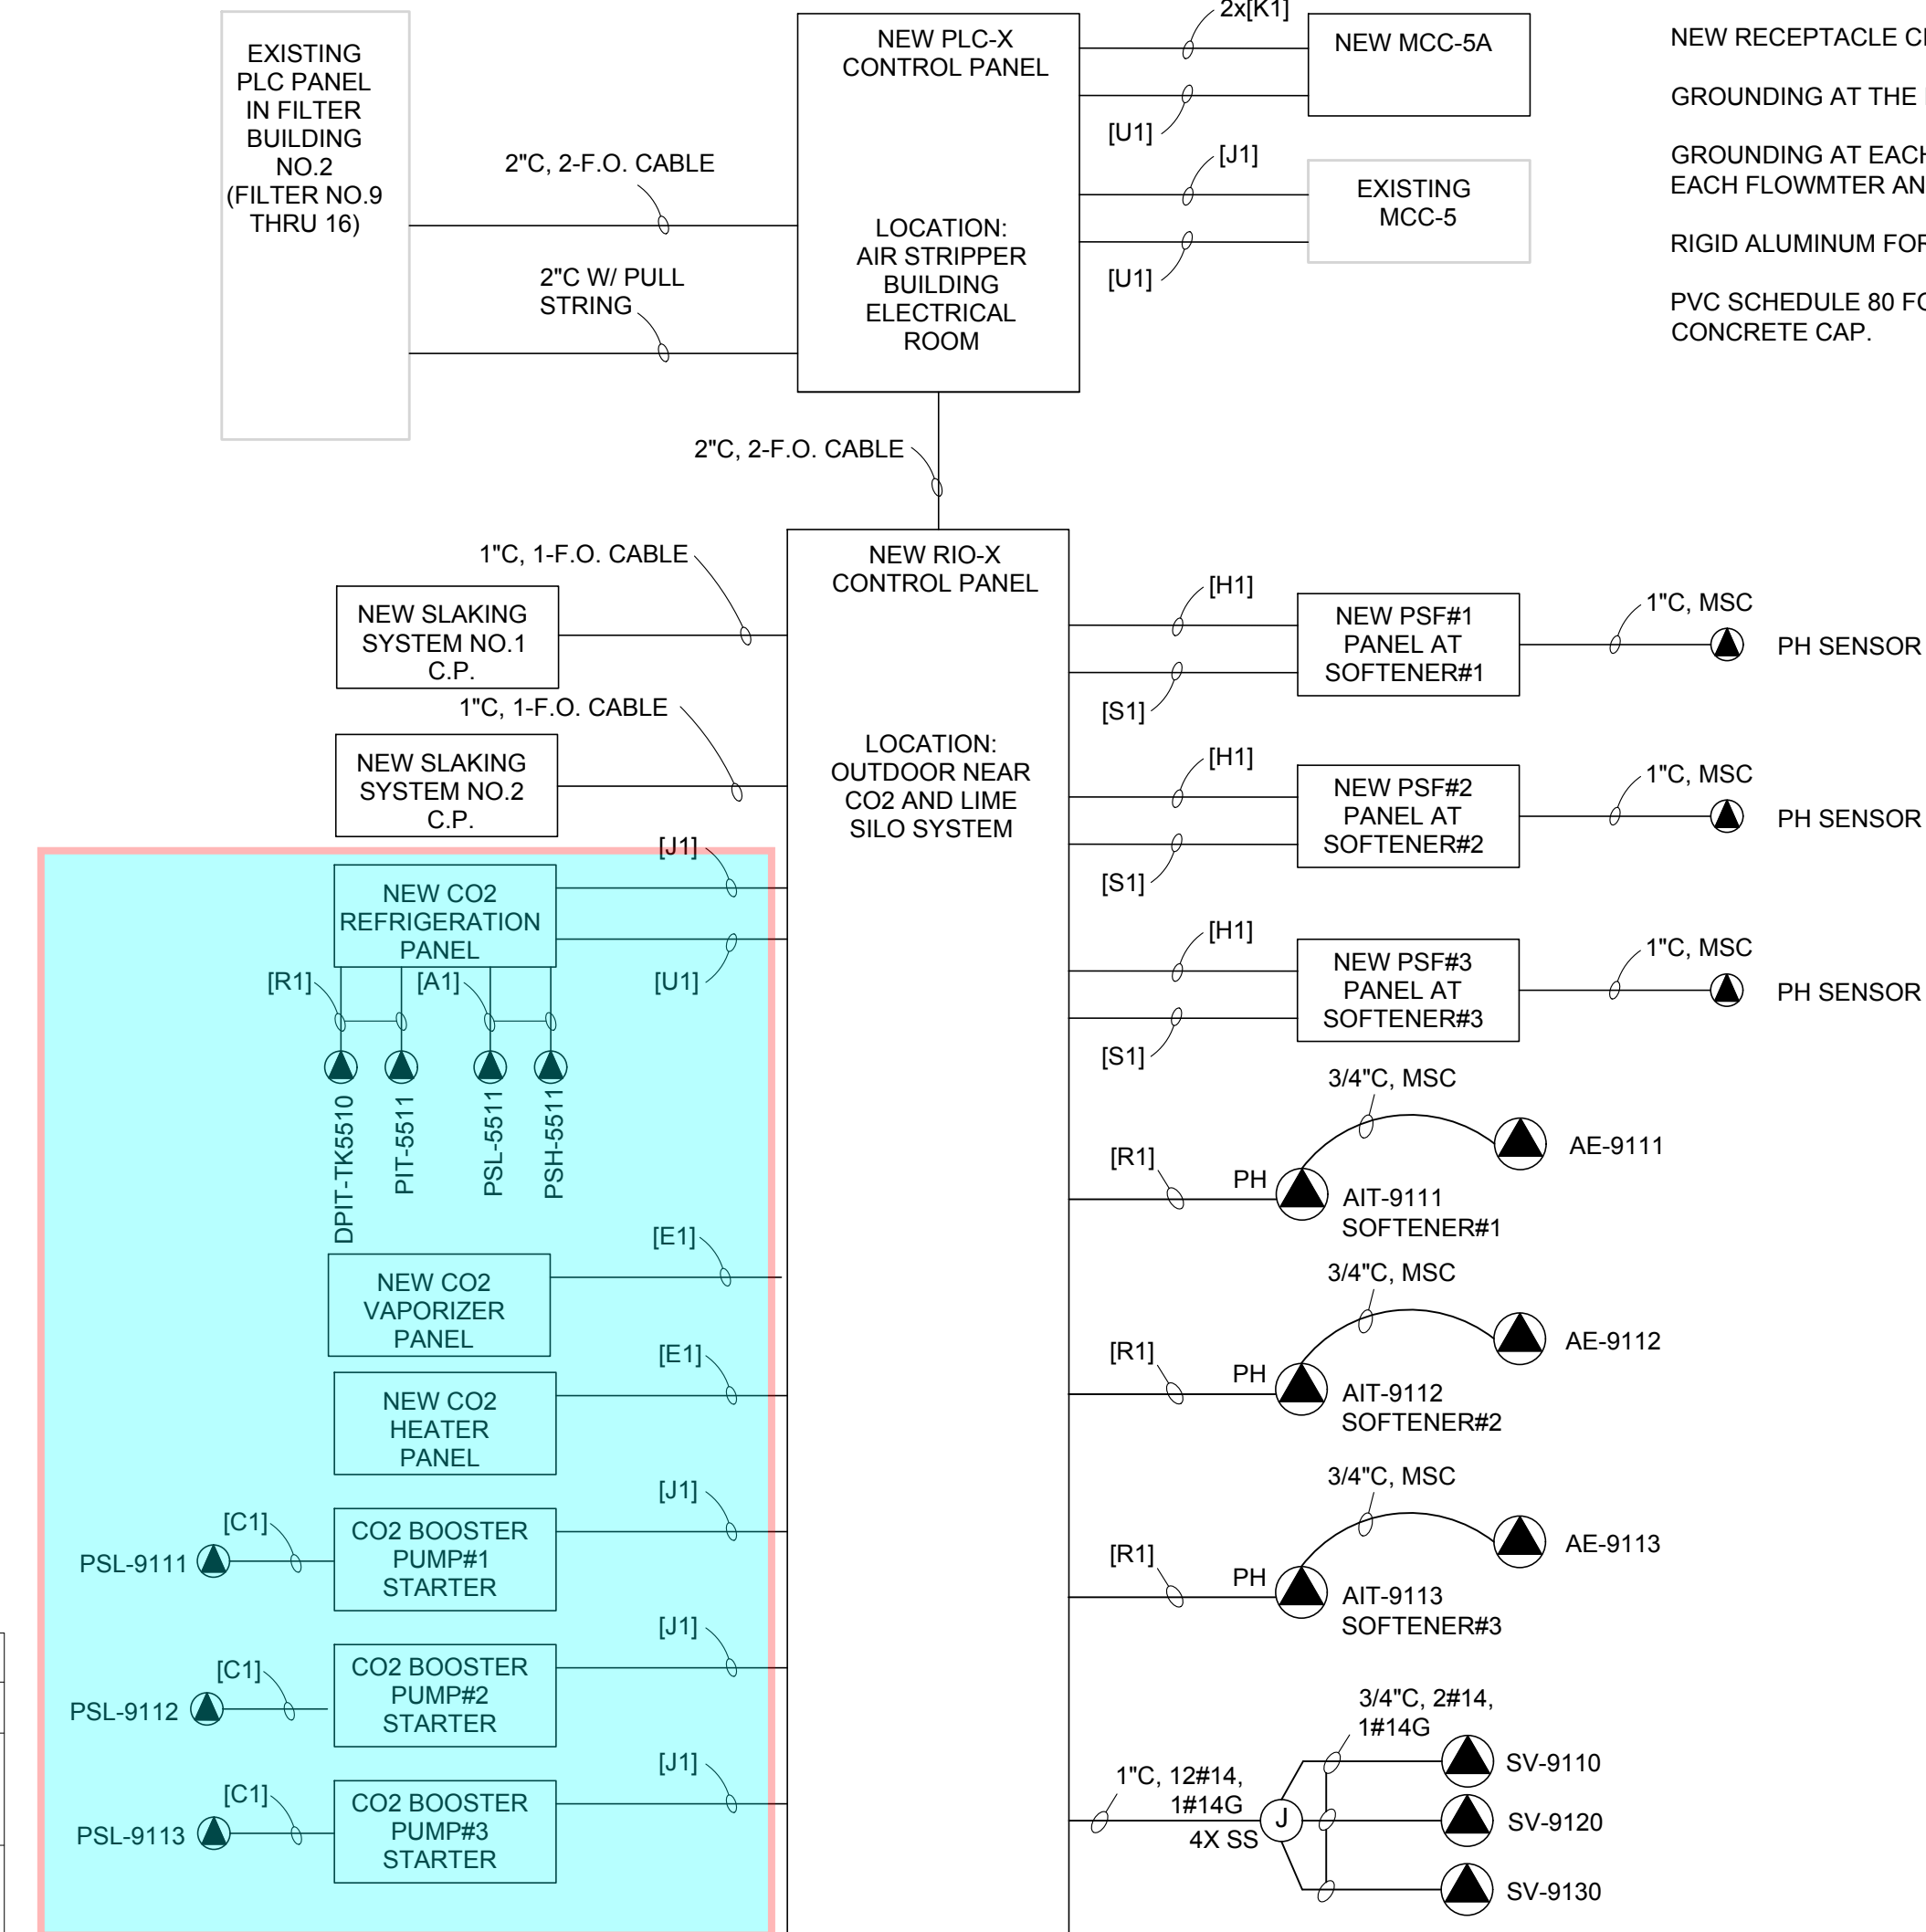 EXISTING
PLC PANEL
IN FILTER
BUILDING
NO.2
(FILTER NO.9
THRU 16)
2"C, 2-F.O. CABLE
2"C W/ PULL
STRING
NEW PLC-X
CONTROL PANEL
LOCATION:
AIR STRIPPER
BUILDING
ELECTRICAL
ROOM
2x[K1]
[U1]
NEW MCC-5A
[J1]
[U1]
EXISTING
MCC-5
NEW RECEPTACLE
GROUNDING AT THE
GROUNDING AT EACH
EACH FLOWMTER
RIGID ALUMINUM
PVC SCHEDULE 80
CONCRETE CAP.
2"C, 2-F.O. CABLE
NEW RIO-X
CONTROL PANEL
LOCATION:
OUTDOOR NEAR
CO2 AND LIME
SILO SYSTEM
1"C, 1-F.O. CABLE
NEW SLAKING
SYSTEM NO.1
C.P.
1"C, 1-F.O. CABLE
NEW SLAKING
SYSTEM NO.2
C.P.
[J1]
NEW CO2
REFRIGERATION
PANEL
[U1]
[R1]
[A1]
DPIT-TK5510
PIT-5511
PSL-5511
PSH-5511
[E1]
NEW CO2
VAPORIZER
PANEL
[E1]
NEW CO2
HEATER
PANEL
[J1]
[C1]
PSL-9111
CO2 BOOSTER
PUMP#1
STARTER
[J1]
[C1]
PSL-9112
CO2 BOOSTER
PUMP#2
STARTER
[J1]
[C1]
PSL-9113
CO2 BOOSTER
PUMP#3
STARTER
[H1]
[S1]
NEW PSF#1
PANEL AT
SOFTENER#1
1"C, MSC
PH SENSOR
[H1]
[S1]
NEW PSF#2
PANEL AT
SOFTENER#2
1"C, MSC
PH SENSOR
[H1]
[S1]
NEW PSF#3
PANEL AT
SOFTENER#3
1"C, MSC
PH SENSOR
3/4"C, MSC
AE-9111
[R1]
PH
AIT-9111
SOFTENER#1
3/4"C, MSC
AE-9112
[R1]
PH
AIT-9112
SOFTENER#2
3/4"C, MSC
AE-9113
[R1]
PH
AIT-9113
SOFTENER#3
3/4"C, 2#14,
1#14G
1"C, 12#14,
1#14G
4X SS
J
SV-9110
SV-9120
SV-9130